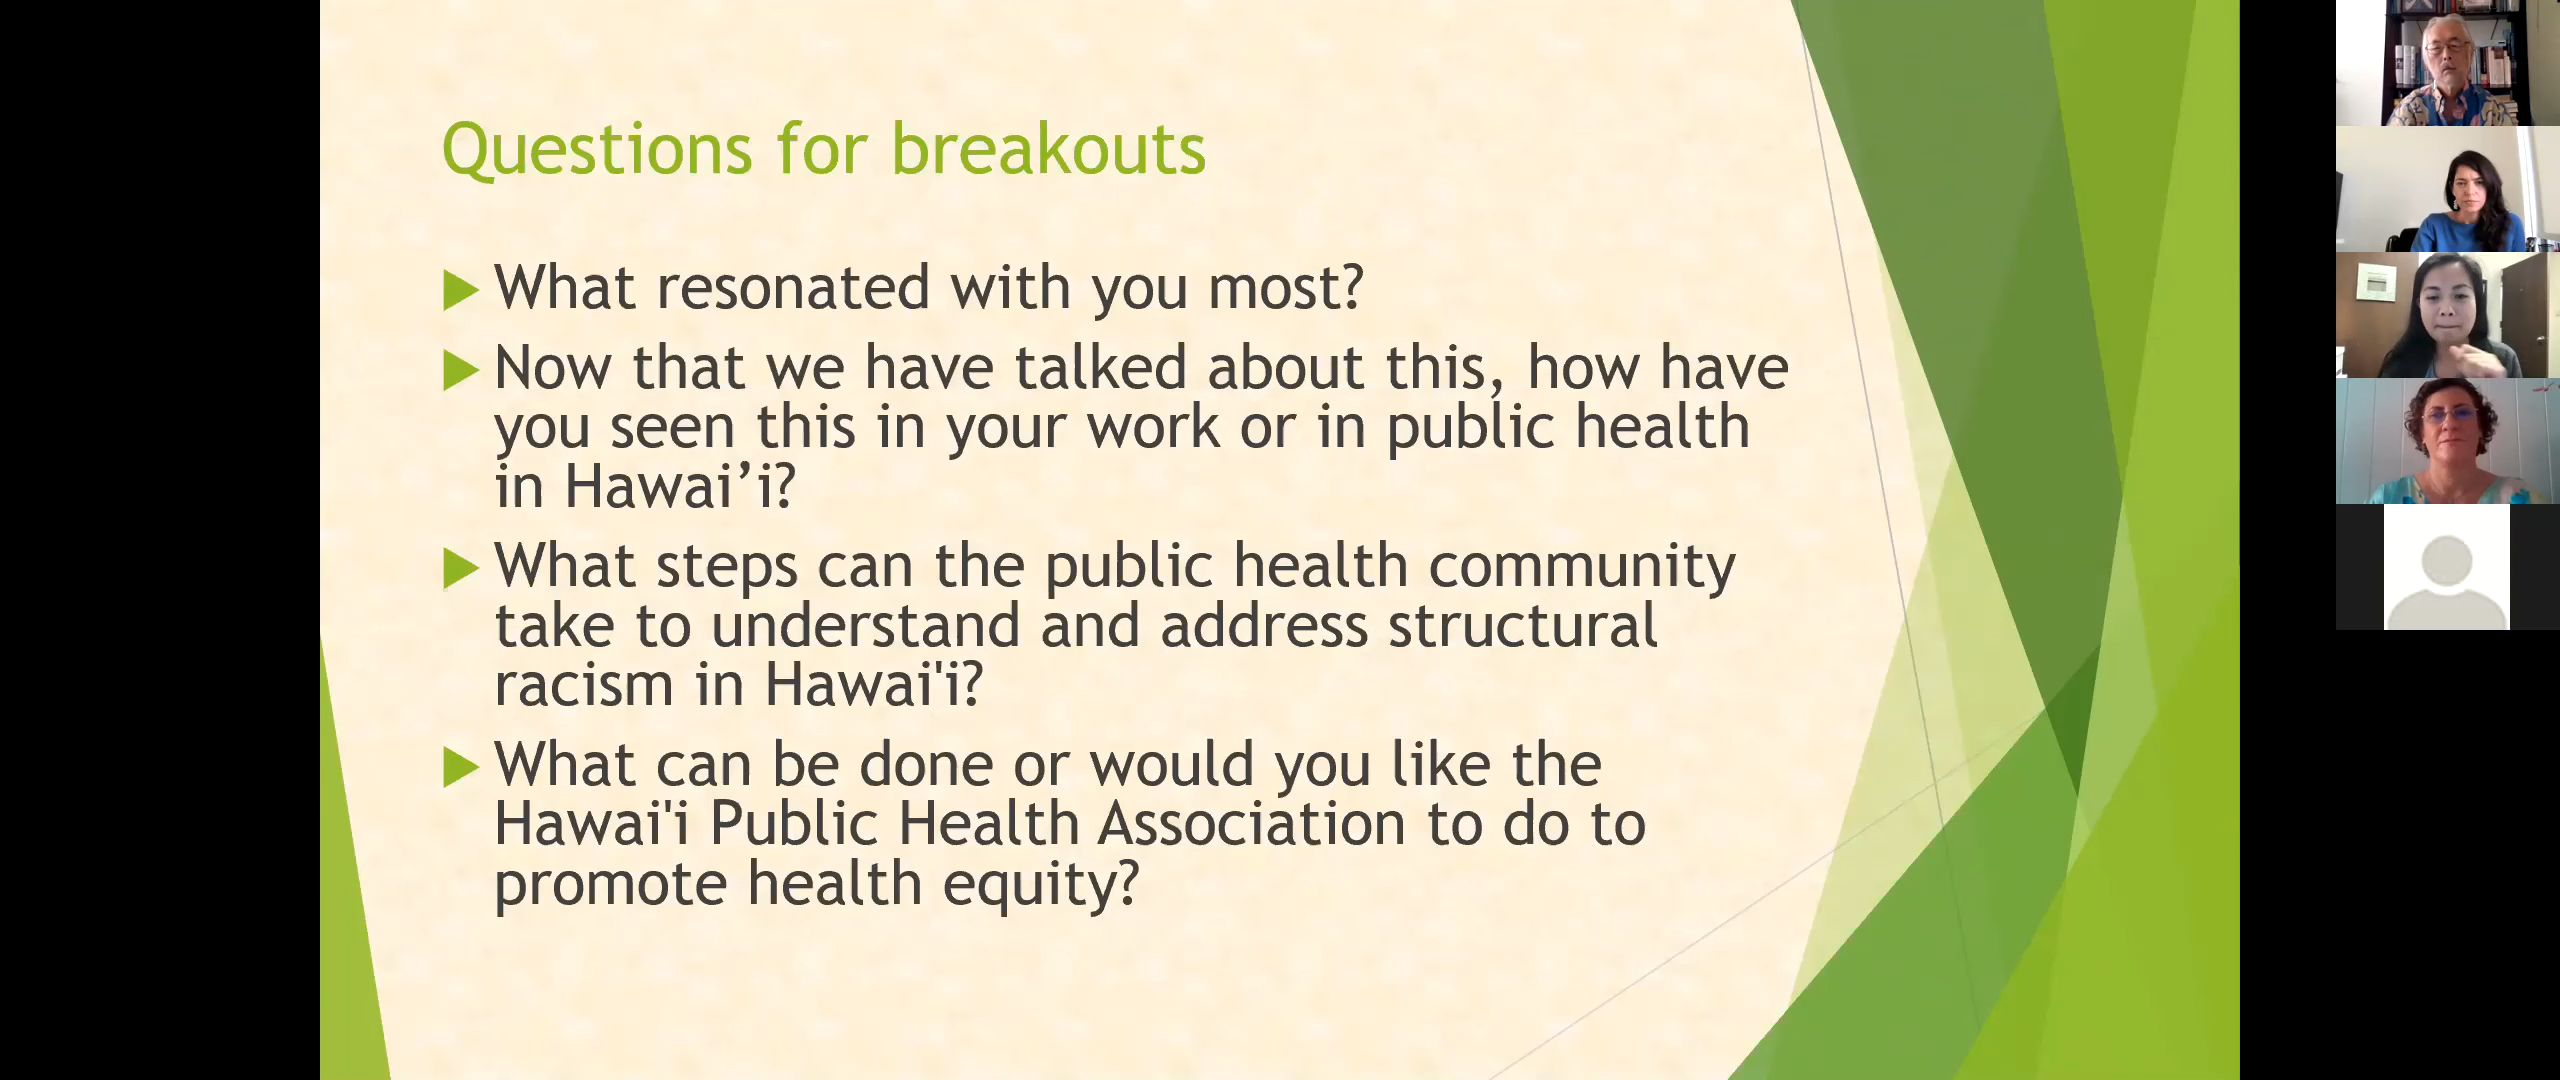 Questions for breakouts
What resonated with you most?
Now that we have talked about this, how have
you seen this in your work or in public health
in Hawai’i?
What steps can the public health community
take to understand and address structural
racism in Hawai'i?
What can be done or would you like the
Hawai'i Public Health Association to do to
promote health equity?